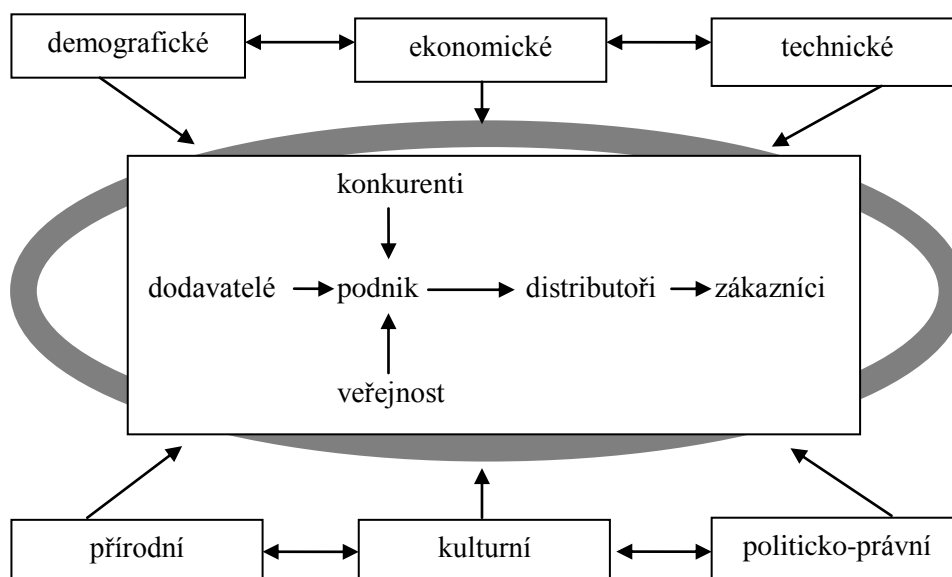 demografické
ekonomické
technické
konkurenti
dodavatelé
podnik
distributoři
zákazníci
veřejnost
přírodní
kulturní
politicko-právní